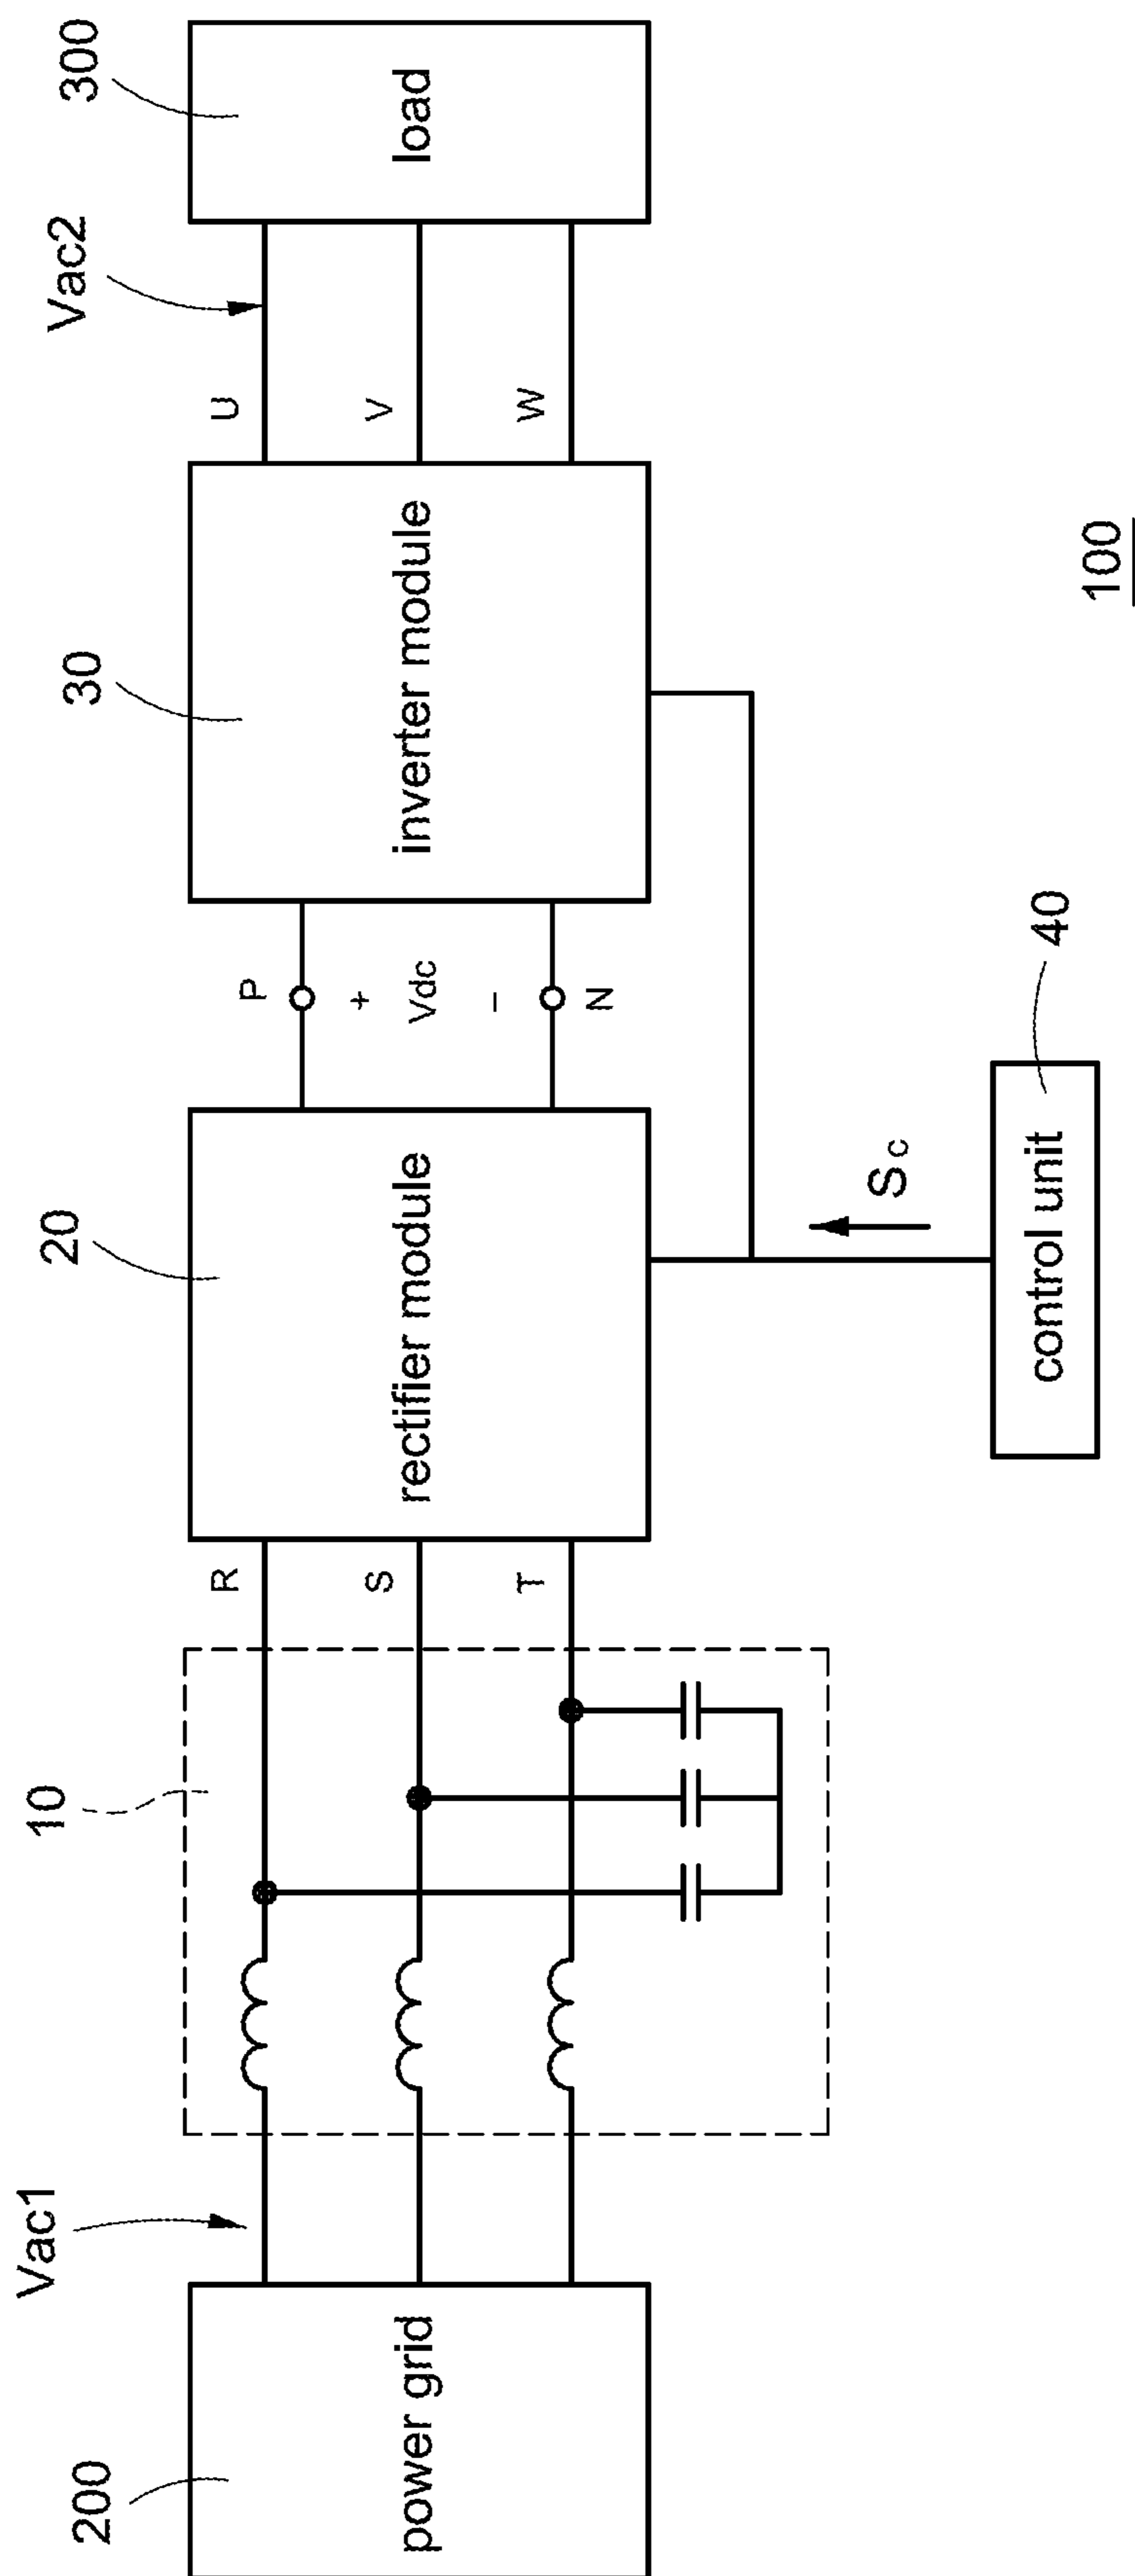 Vac1
10
20
30
Vac2
300
200
power grid
R
S
T
rectifier module
P
+
Vdc
−
N
inverter module
U
V
W
load
Sc
control unit
40
100